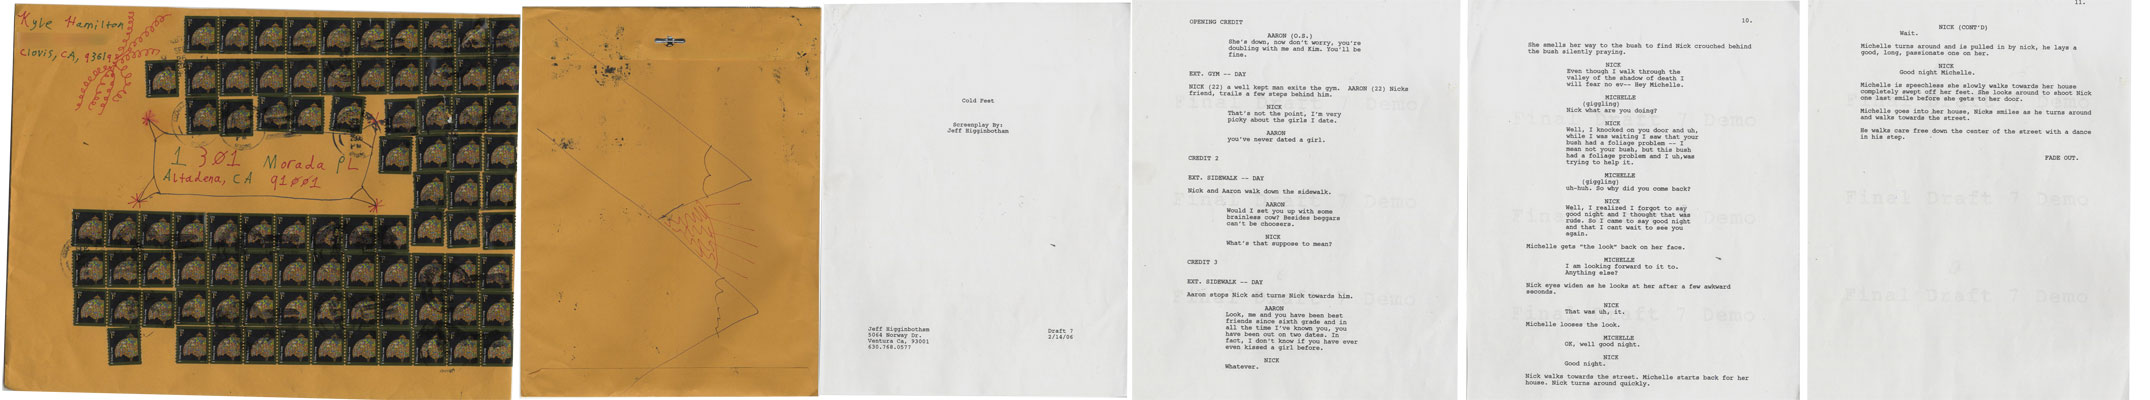 Kyle Hamilton
Clovis, CA, 93619
1301 Morada PL
Altadena, CA 91001
Cold Feet
Screenplay By:
Jeff Higginbotham
Jeff Higginbotham
5064 Norway Dr.
Ventura Ca, 93001
630.768.0577
Draft 7
2/14/06
OPENING CREDIT
AARON (O.S.)
She's down, now don't worry, you're
doubling with me and Kim. You'll be
fine.
EXT. GYM -- DAY
NICK (22) a well kept man exites the gym. AARON (22) Nicks
friend, trails a few steps behind him.
NICK
That's not the point, I'm very
picky about the girls I date.
AARON
you've never dated a girl.
CREDIT 2
EXT. SIDEWALK -- DAY
Nick and Aaron walk down the sidewalk.
AARON
Would I set you up with some
brainless cow? Besides beggars
can't be choosers.
NICK
What's that suppose to mean?
CREDIT 3
EXT. SIDEWALK -- DAY
Aaron stops Nick and turns Nick towards him.
AARON
Look, me and you have been best
friends since sixth grade and in
all the time I've known you, you
have been out on two dates. In
fact, I don't know if you have ever
even kissed a girl before.
NICK
Whatever.
Final Draft 7 Demo
Final Draft 7 Demo
Final Draft 7 Demo
10.
She smells her way to the bush to find Nick crouched behind
the bush silently praying.
NICK
Even though I walk through the
valley of the shadow of death I
will fear no ev-- Hey Michelle.
MICHELLE
(giggling)
Nick what are you doing?
NICK
Well, I knocked on you door and uh,
while I was waiting I saw that your
bush had a foliage problem -- I
mean not your bush, but this bush
had a foliage problem and I uh,was
trying to help it.
MICHELLE
(giggling)
uh-huh. So why did you come back?
NICK
Well, I realized I forgot to say
good night and I thought that was
rude. So I came to say good night
and that I cant wait to see you
again.
Michelle gets "the look" back on her face.
MICHELLE
I am looking forward to it to.
Anything else?
Nick eyes widen as he looks at her after a few awkward
seconds.
NICK
That was uh, it.
Michelle looses the look.
MICHELLE
OK, well good night.
NICK
Good night.
Nick walks towards the street. Michelle starts back for her
house. Nick turns around quickly.
Final Draft 7 Demo
Final Draft 7 Demo
Final Draft 7 Demo
11.
NICK (CONT'D)
Wait.
Michelle turns around and is pulled in by nick, he lays a
good, long, passionate one on her.
NICK
Good night Michelle.
Michelle is speechless she slowly walks towards her house
completely swept off her feet. She looks around to shoot Nick
one last smile before she gets to her door.
Michelle goes into her house, Nicks smiles as he turns around
and walks towards the street.
He walks care free down the center of the street with a dance
in his step.
FADE OUT.
Final Draft 7 Demo
Final Draft 7 Demo